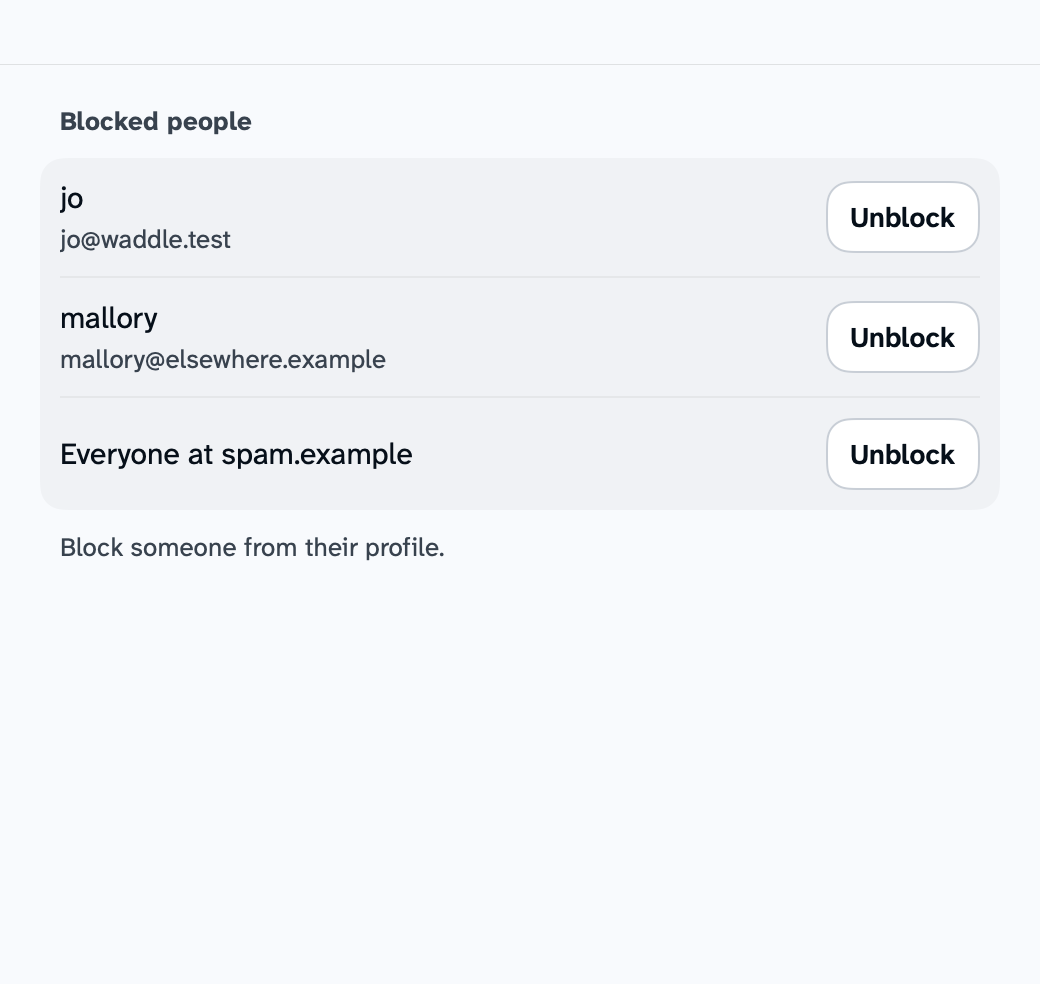 Blocked people
jo
jo@waddle.test
Unblock
mallory
mallory@elsewhere.example
Unblock
Everyone at spam.example
Unblock
Block someone from their profile.